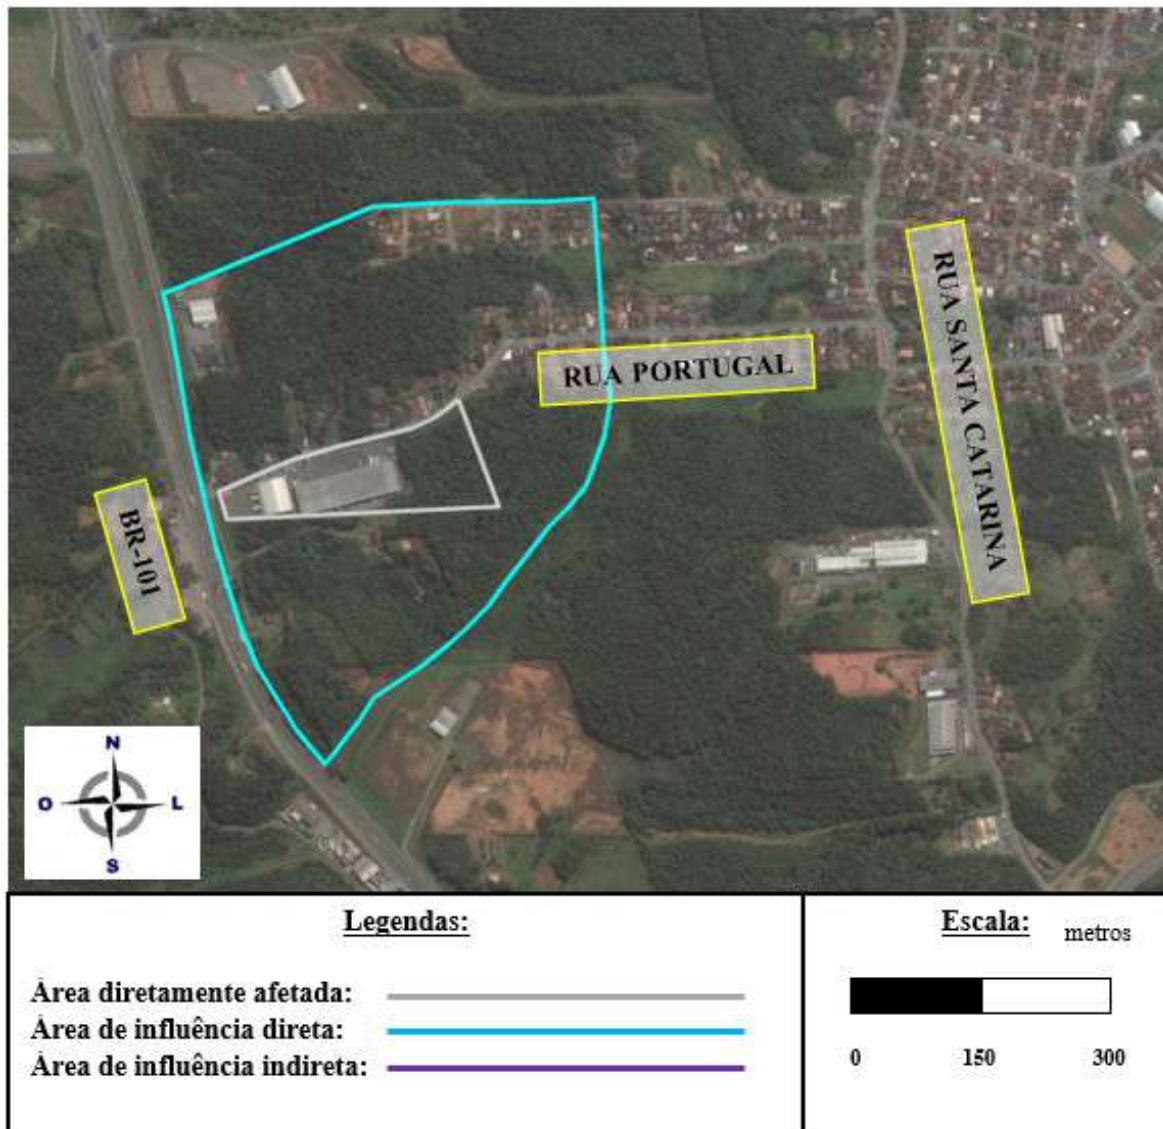 RUA PORTUGAL
RUA SANTA CATARINA
BR-101
N
O
L
S
Legendas:
Área diretamente afetada:
Área de influência direta:
Área de influência indireta:
Escala:
metros
0 150 300